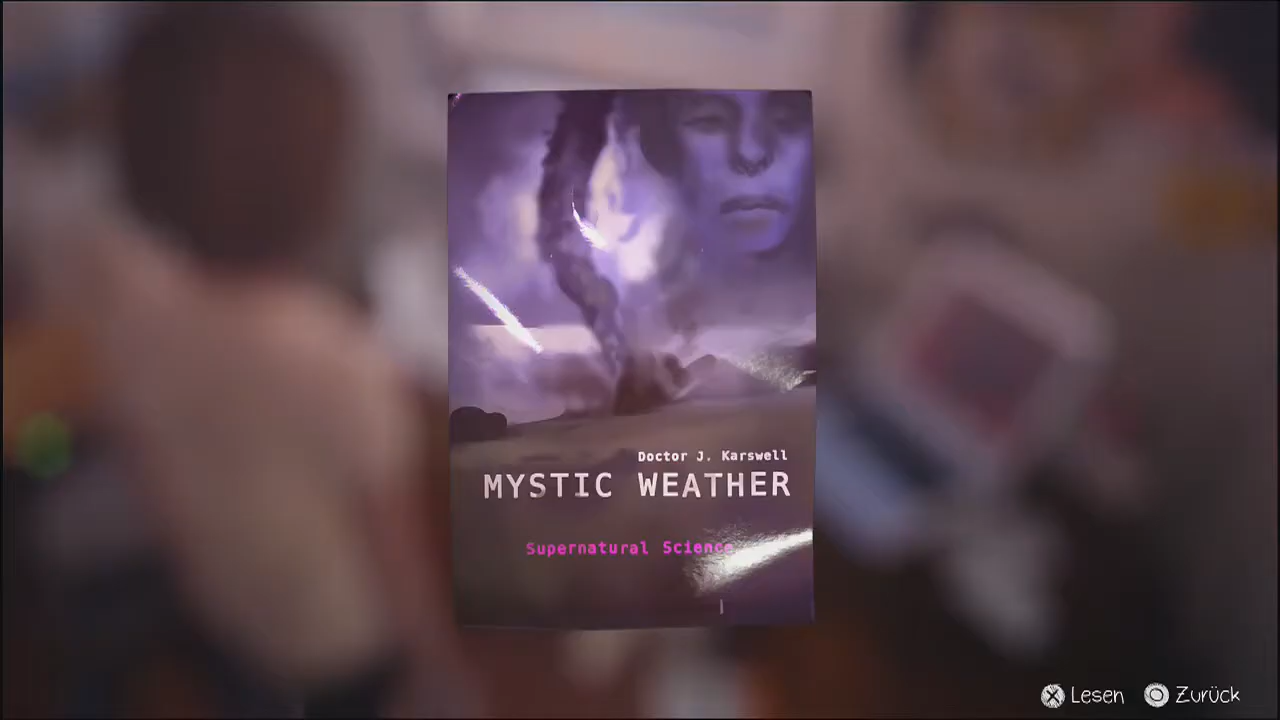 Doctor J. Karswell
MYSTIC WEATHER
Supernatural Science
Lesen
Zurück